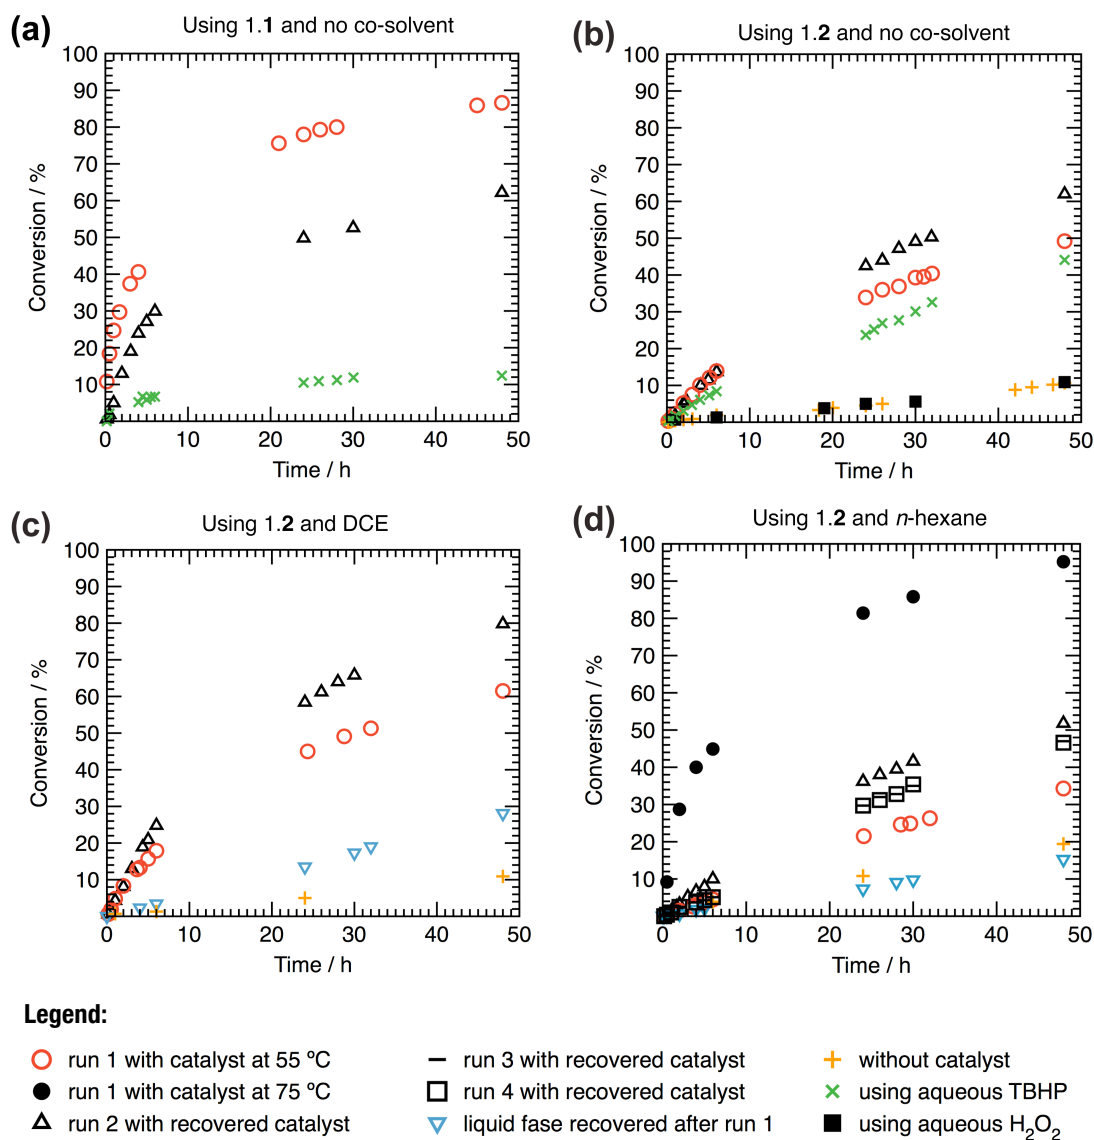 (a)
Using 1.1 and no co-solvent
100
90
80
70
60
50
40
30
20
10
Conversion / %
0 10 20 30 40 50
Time / h
(b)
Using 1.2 and no co-solvent
100
90
80
70
60
50
40
30
20
10
Conversion / %
0 10 20 30 40 50
Time / h
(c)
Using 1.2 and DCE
100
90
80
70
60
50
40
30
20
10
Conversion / %
0 10 20 30 40 50
Time / h
(d)
Using 1.2 and n-hexane
100
90
80
70
60
50
40
30
20
10
Conversion / %
0 10 20 30 40 50
Time / h
Legend:
run 1 with catalyst at 55 ºC
run 1 with catalyst at 75 ºC
run 2 with recovered catalyst
run 3 with recovered catalyst
run 4 with recovered catalyst
liquid fase recovered after run 1
without catalyst
using aqueous TBHP
using aqueous H₂O₂